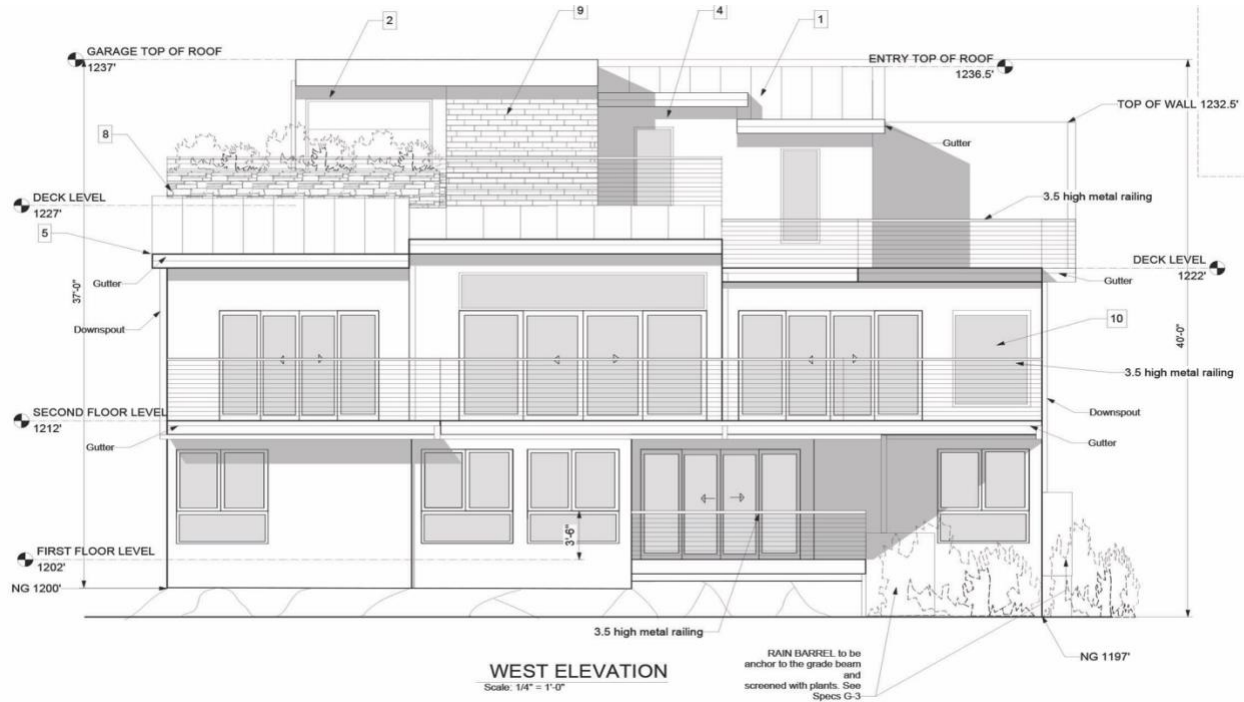 2
9
4
1
GARAGE TOP OF ROOF
1237'
ENTRY TOP OF ROOF
1236.5'
TOP OF WALL 1232.5'
8
Gutter
DECK LEVEL
1227'
3.5 high metal railing
5
DECK LEVEL
1222'
Gutter
Gutter
37'-0"
Downspout
10
40'-0"
3.5 high metal railing
SECOND FLOOR LEVEL
1212'
Downspout
Gutter
Gutter
3'-6"
FIRST FLOOR LEVEL
1202'
NG 1200'
3.5 high metal railing
NG 1197'
RAIN BARREL to be
anchor to the grade beam
and
screened with plants. See
Specs G-3
WEST ELEVATION
Scale: 1/4" = 1'-0"